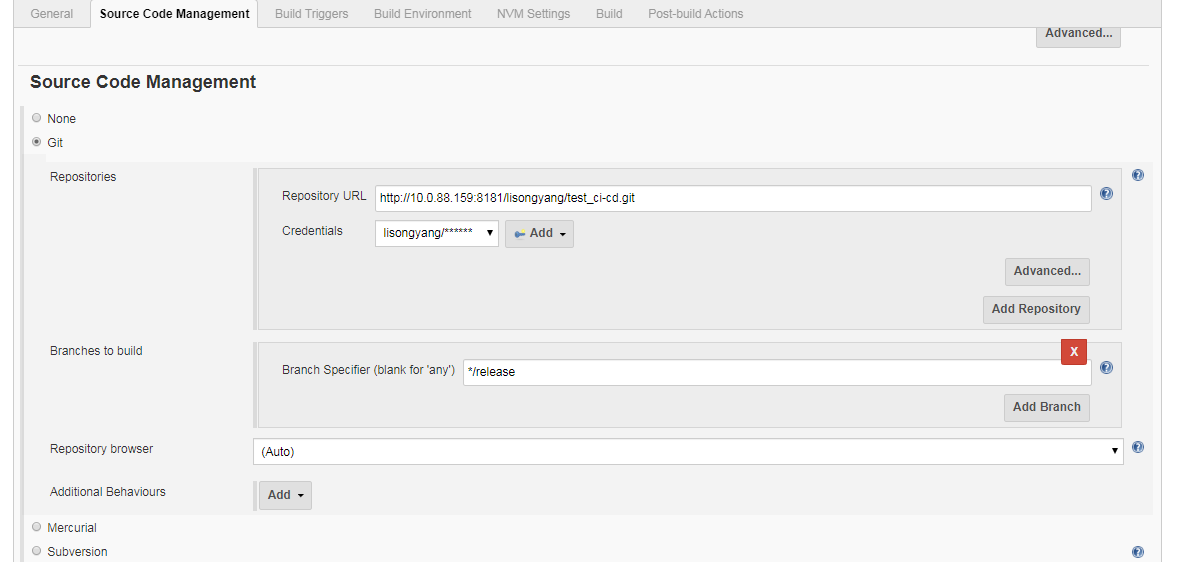 General Source Code Management Build Triggers Build Environment NVM Settings Build Post-build Actions
Advanced...
Source Code Management
None
Git
Repositories
Repository URL http://10.0.88.159:8181/lisongyang/test_ci-cd.git
Credentials lisongyang/****** Add
Advanced...
Add Repository
Branches to build
X
Branch Specifier (blank for 'any') */release
Add Branch
Repository browser (Auto)
Additional Behaviours Add
Mercurial
Subversion